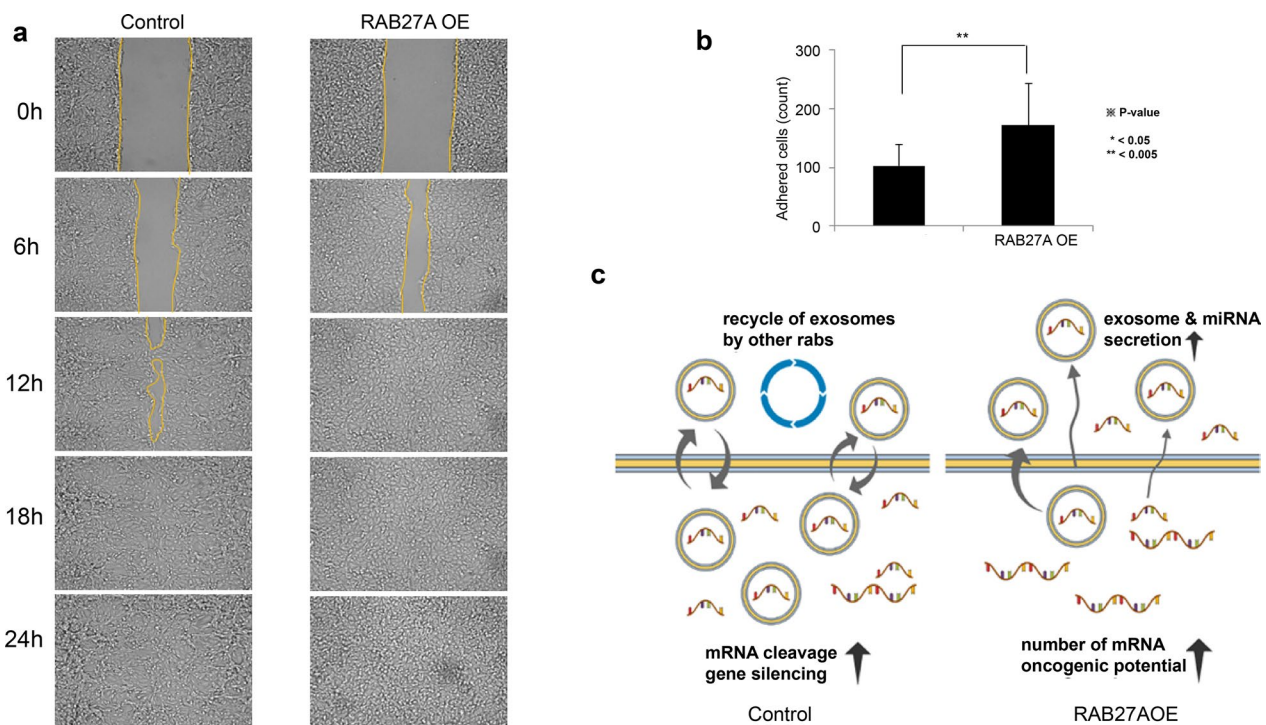 a
Control
RAB27A OE
0h
6h
12h
18h
24h
b
**
300
200
100
0
Adhered cells (count)
RAB27A OE
※ P-value
* < 0.05
** < 0.005
c
recycle of exosomes
by other rabs
exosome & miRNA
secretion
mRNA cleavage
gene silencing
number of mRNA
oncogenic potential
Control
RAB27AOE